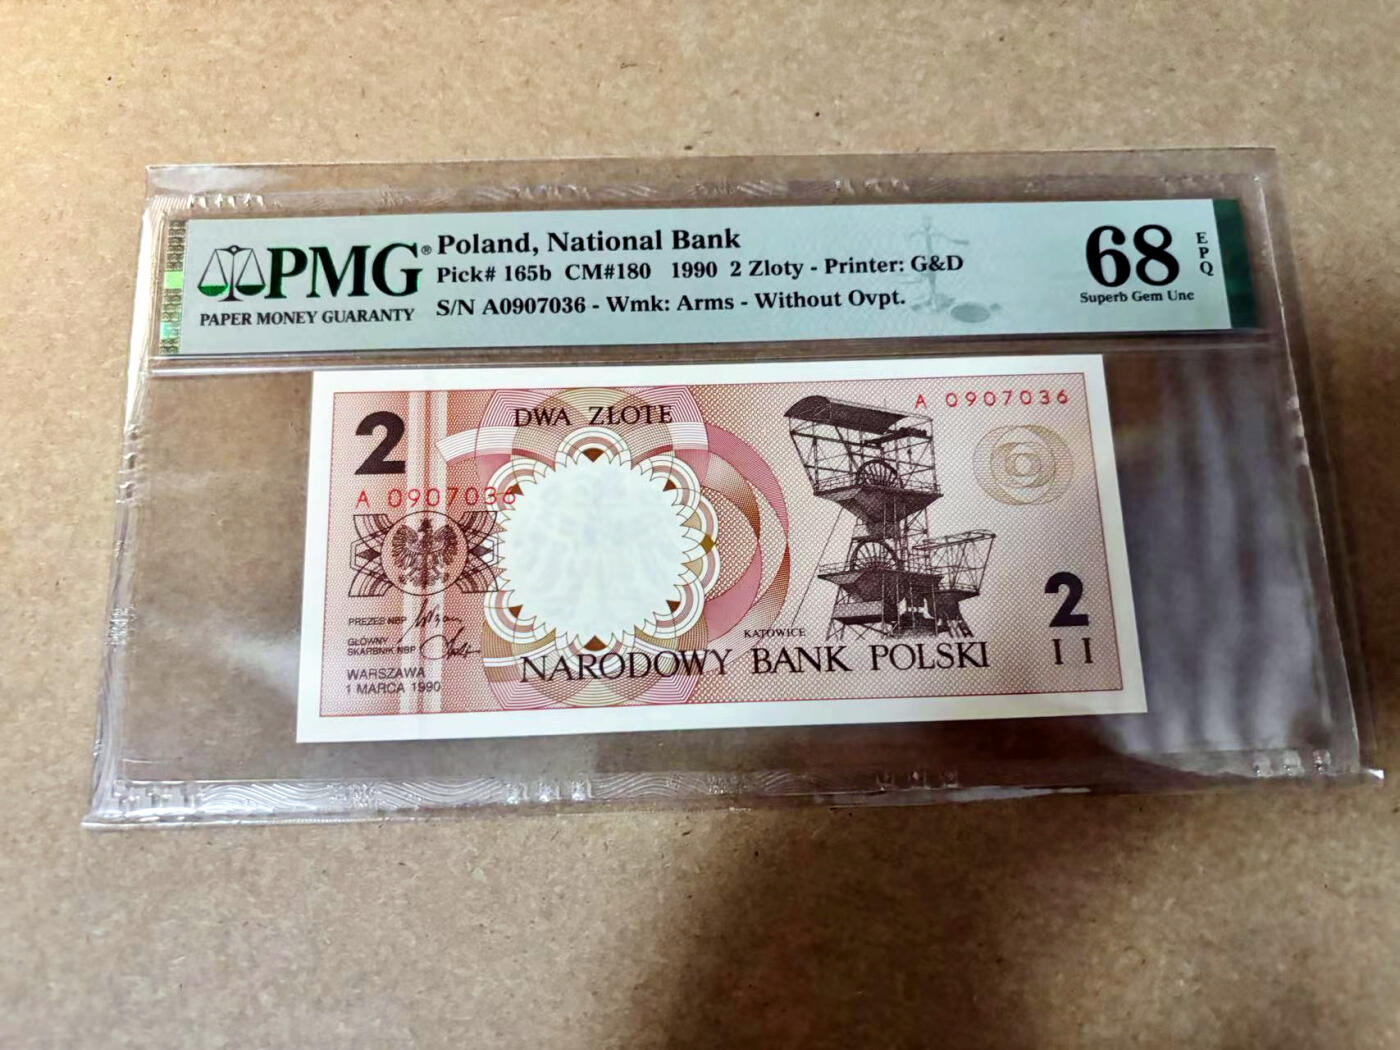 PMG®
PAPER MONEY GUARANTY
Poland, National Bank
Pick# 165b CM#180 1990 2 Zloty - Printer: G&D
S/N A0907036 - Wmk: Arms - Without Ovpt.
68
EPQ
Superb Gem Unc
2
DWA ZŁOTE
A 0907036
A 0907036
PREZES NBP
GŁÓWNY
SKARBNIK NBP
WARSZAWA
1 MARCA 1990
KATOWICE
NARODOWY BANK POLSKI
2
I I